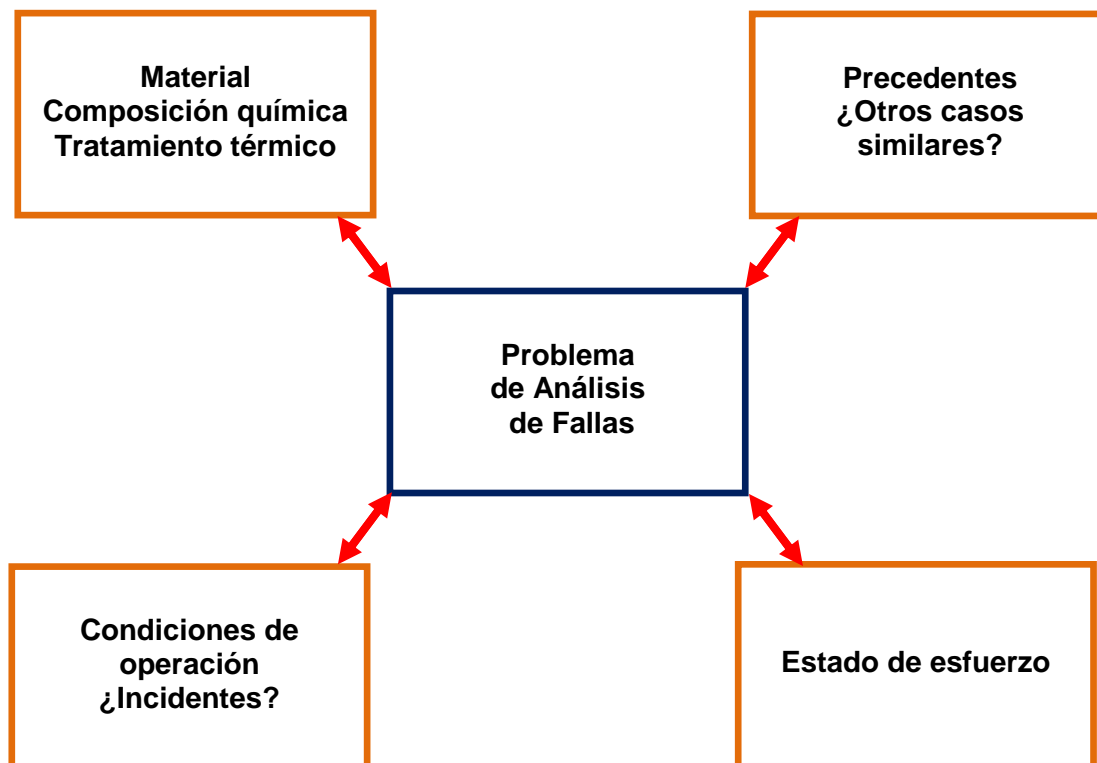 Material
Composición química
Tratamiento térmico
Precedentes
¿Otros casos
similares?
Problema
de Análisis
de Fallas
Condiciones de
operación
¿Incidentes?
Estado de esfuerzo